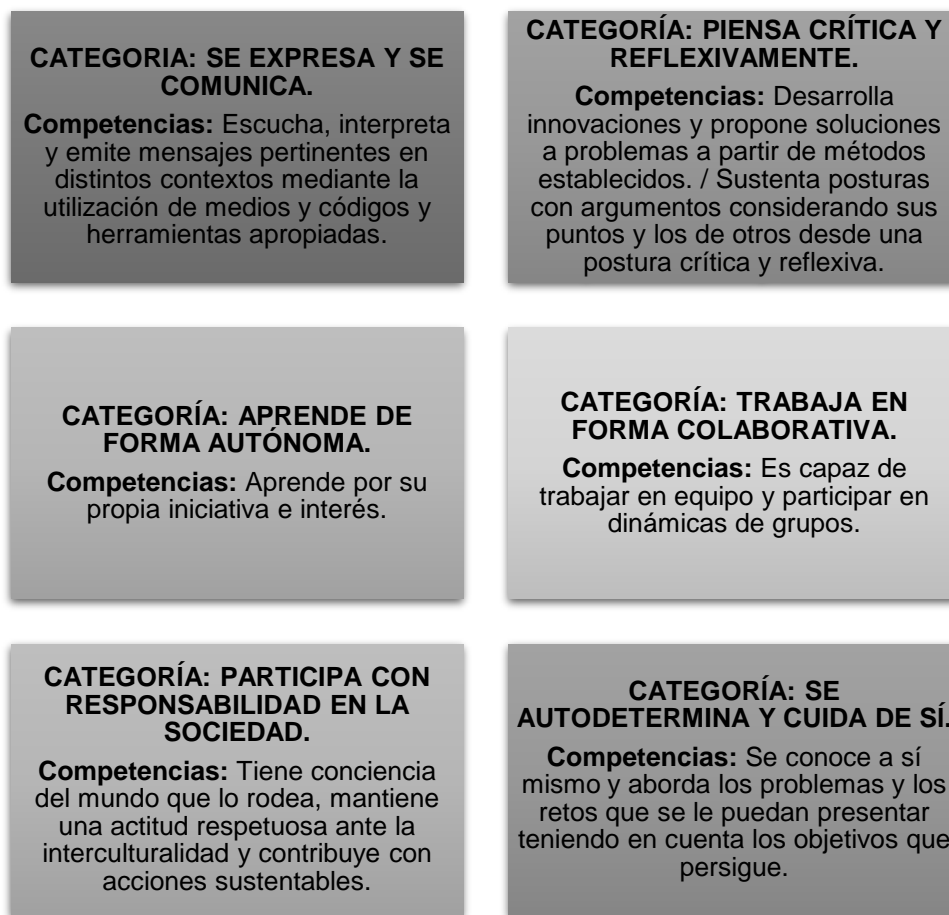 CATEGORIA: SE EXPRESA Y SE
COMUNICA.
Competencias: Escucha, interpreta
y emite mensajes pertinentes en
distintos contextos mediante la
utilización de medios y códigos y
herramientas apropiadas.
CATEGORÍA: PIENSA CRÍTICA Y
REFLEXIVAMENTE.
Competencias: Desarrolla
innovaciones y propone soluciones
a problemas a partir de métodos
establecidos. / Sustenta posturas
con argumentos considerando sus
puntos y los de otros desde una
postura crítica y reflexiva.
CATEGORÍA: APRENDE DE
FORMA AUTÓNOMA.
Competencias: Aprende por su
propia iniciativa e interés.
CATEGORÍA: TRABAJA EN
FORMA COLABORATIVA.
Competencias: Es capaz de
trabajar en equipo y participar en
dinámicas de grupos.
CATEGORÍA: PARTICIPA CON
RESPONSABILIDAD EN LA
SOCIEDAD.
Competencias: Tiene conciencia
del mundo que lo rodea, mantiene
una actitud respetuosa ante la
interculturalidad y contribuye con
acciones sustentables.
CATEGORÍA: SE
AUTODETERMINA Y CUIDA DE SÍ.
Competencias: Se conoce a sí
mismo y aborda los problemas y los
retos que se le puedan presentar
teniendo en cuenta los objetivos que
persigue.